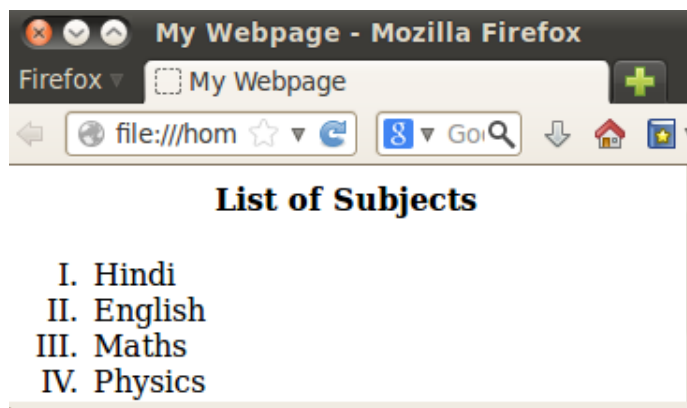 My Webpage - Mozilla Firefox
Firefox
My Webpage
file:///hom
8
Goo
List of Subjects
I. Hindi
II. English
III. Maths
IV. Physics